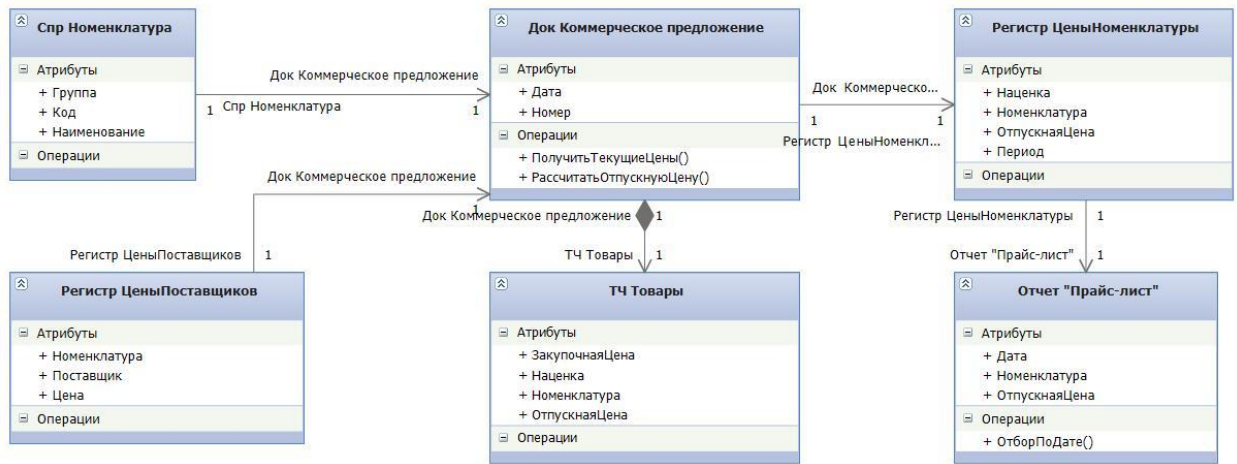 Спр Номенклатура
Атрибуты
+ Группа
+ Код
+ Наименование
Операции
Док Коммерческое предложение
1 Спр Номенклатура
1
Док Коммерческое предложение
Атрибуты
+ Дата
+ Номер
Операции
+ ПолучитьТекущиеЦены()
+ РассчитатьОтпускнуюЦену()
Док Коммерческо...
1
1
Регистр ЦеныНоменкл...
Регистр ЦеныНоменклатуры
Атрибуты
+ Наценка
+ Номенклатура
+ ОтпускнаяЦена
+ Период
Операции
Док Коммерческое предложение
1
Регистр ЦеныПоставщиков 1
Док Коммерческое предложение 1
ТЧ Товары 1
Регистр ЦеныНоменклатуры 1
Отчет "Прайс-лист" 1
Регистр ЦеныПоставщиков
Атрибуты
+ Номенклатура
+ Поставщик
+ Цена
Операции
ТЧ Товары
Атрибуты
+ ЗакупочнаяЦена
+ Наценка
+ Номенклатура
+ ОтпускнаяЦена
Операции
Отчет "Прайс-лист"
Атрибуты
+ Дата
+ Номенклатура
+ ОтпускнаяЦена
Операции
+ ОтборПоДате()